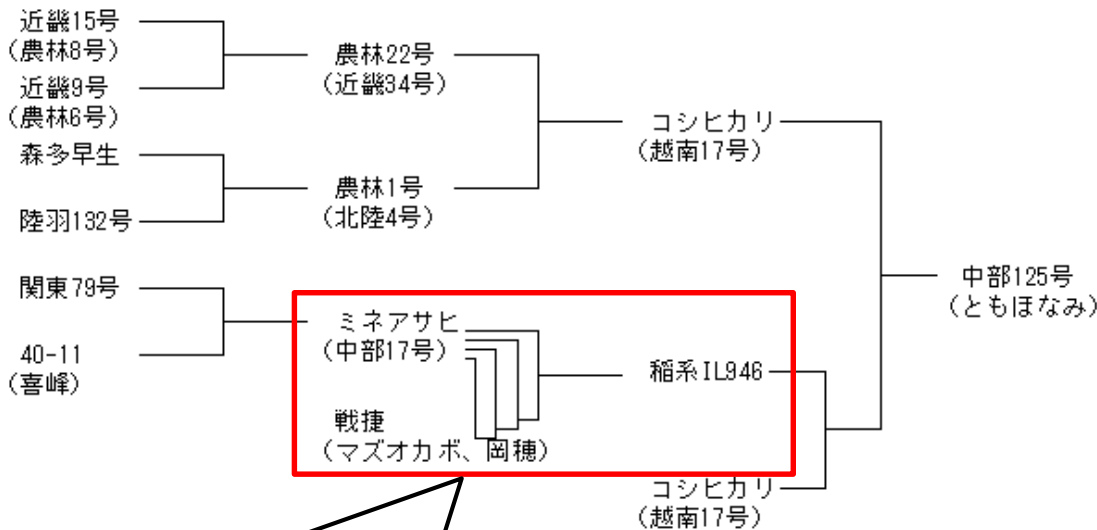 近畿15号
(農林8号)
近畿9号
(農林6号)
森多早生
陸羽132号
関東79号
40-11
(喜峰)
農林22号
(近畿34号)
農林1号
(北陸4号)
ミネアサヒ
(中部17号)
戦捷
(マズオカボ、岡穂)
コシヒカリ
(越南17号)
稲系IL946
コシヒカリ
(越南17号)
中部125号
(ともほなみ)